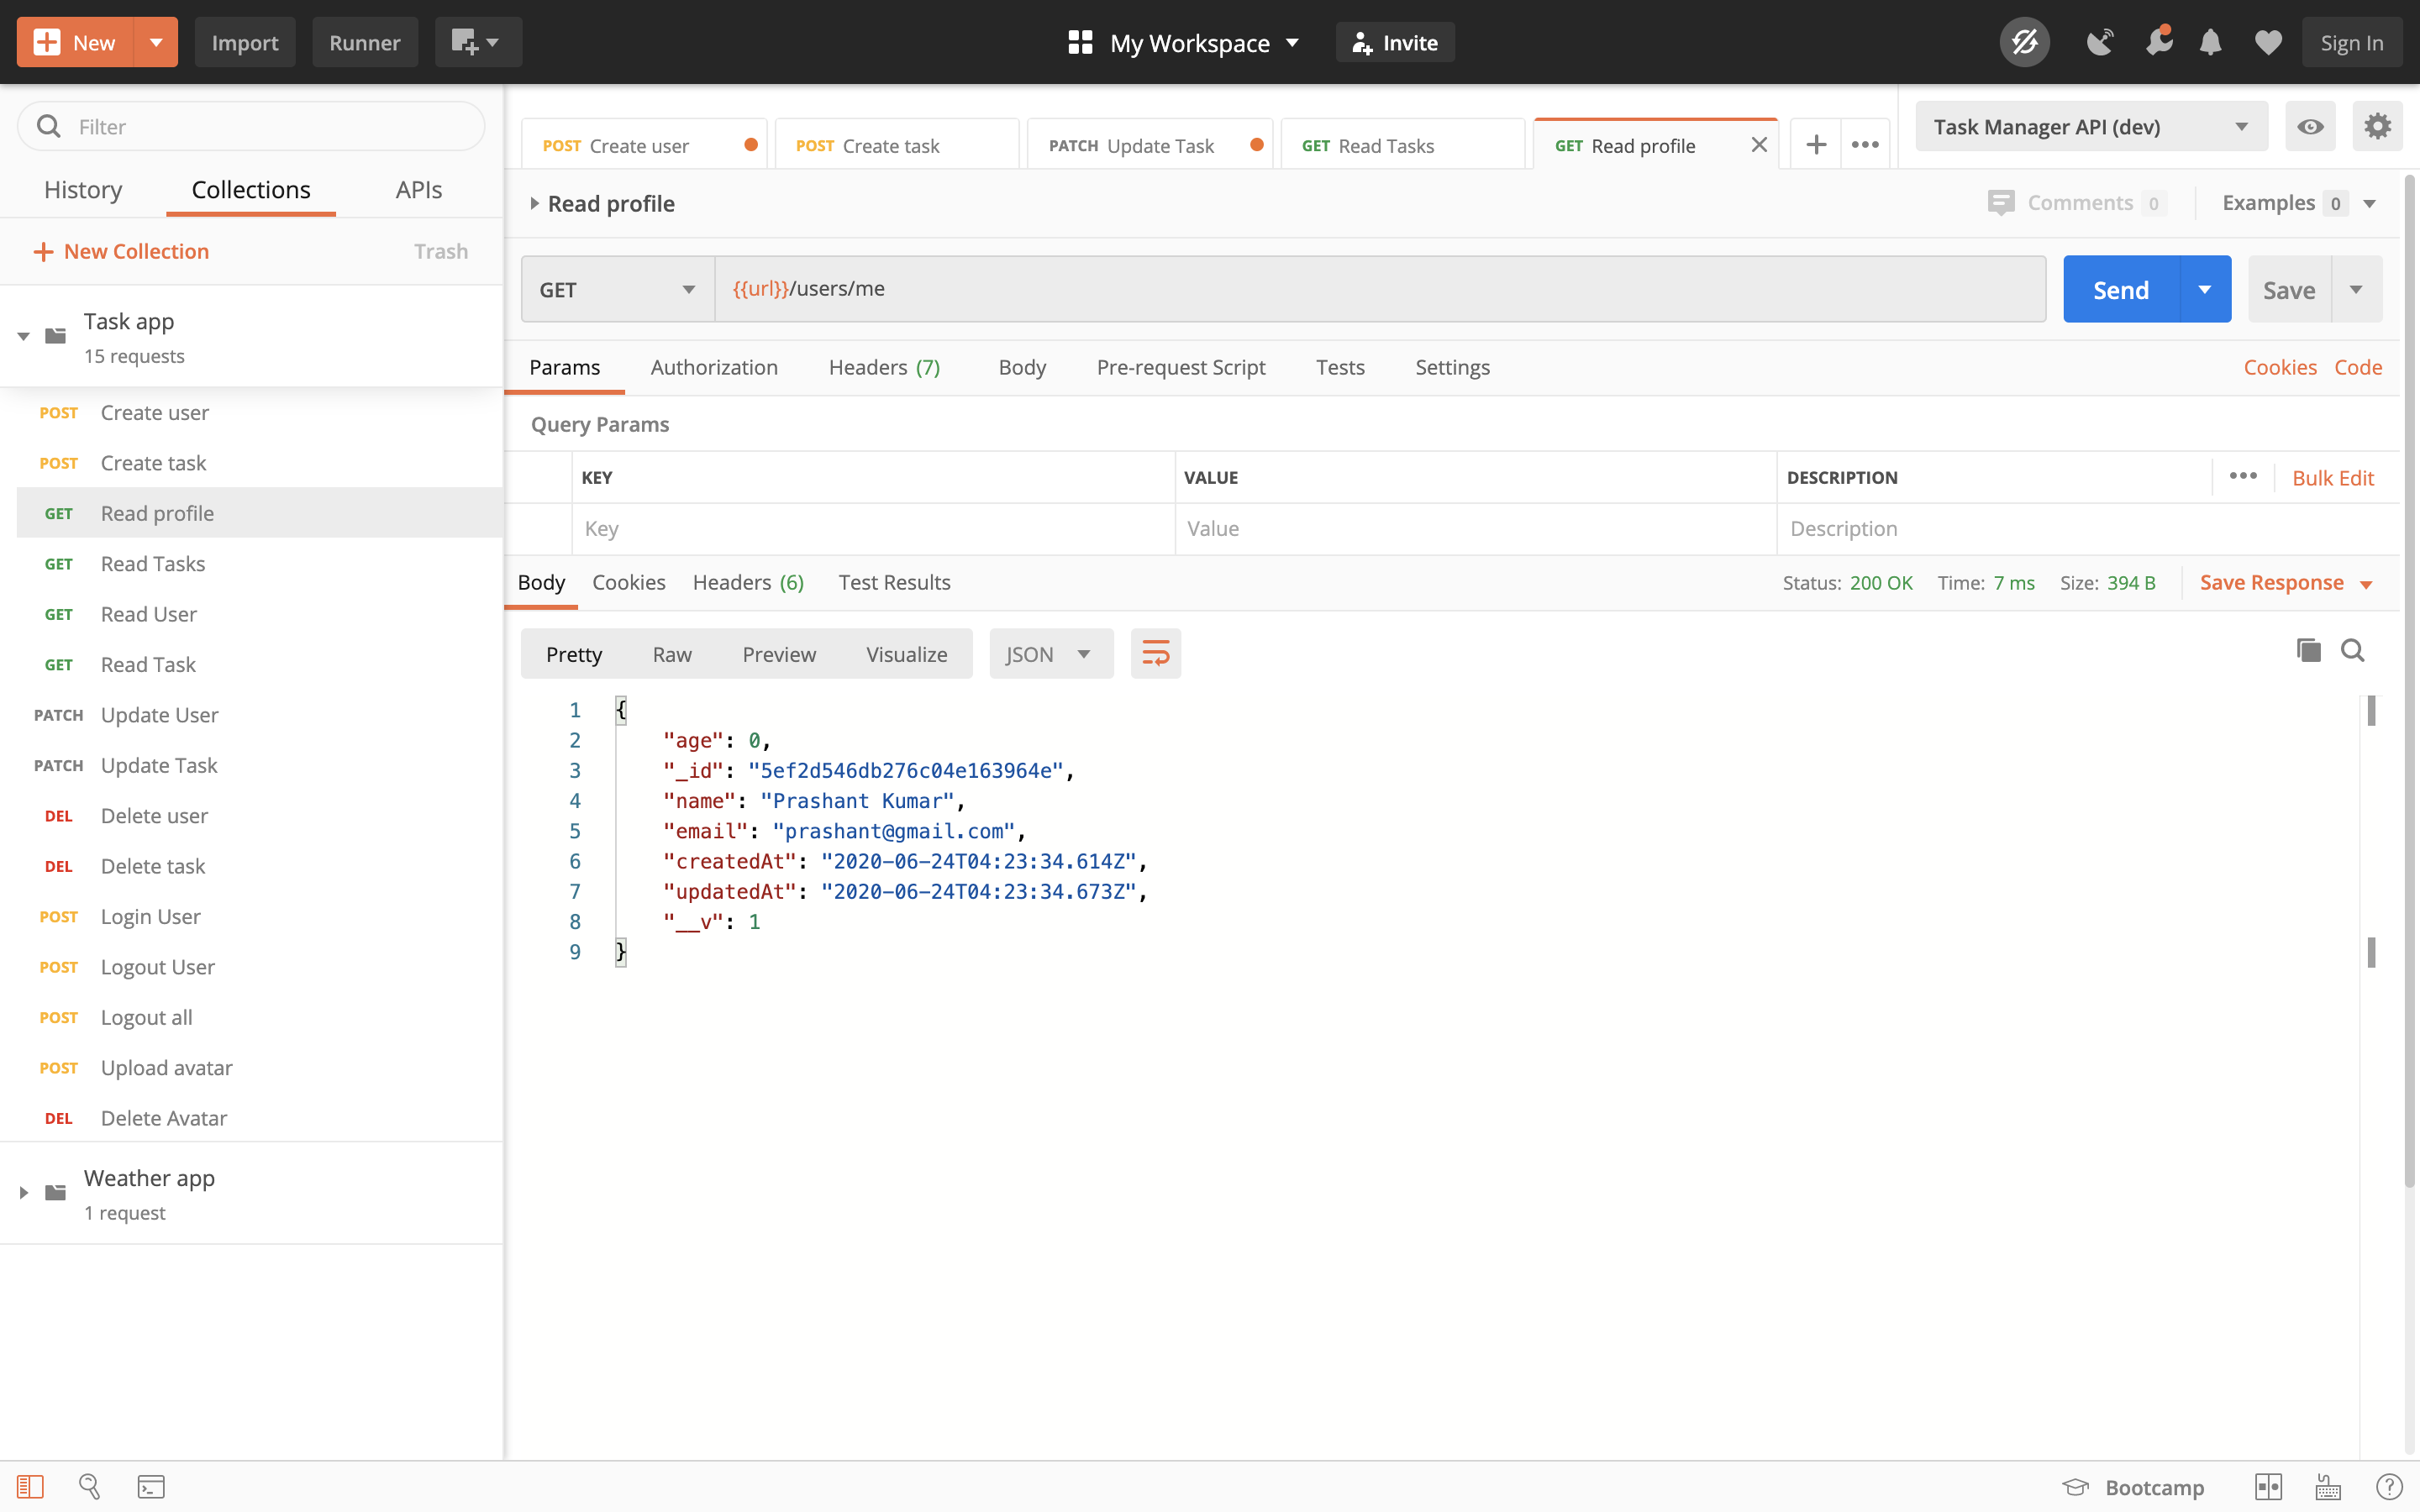 New Import Runner My Workspace Invite Sign In
Filter
History Collections APIs
New Collection Trash
Task app
15 requests
POST Create user
POST Create task
GET Read profile
GET Read Tasks
GET Read User
GET Read Task
PATCH Update User
PATCH Update Task
DEL Delete user
DEL Delete task
POST Login User
POST Logout User
POST Logout all
POST Upload avatar
DEL Delete Avatar
Weather app
1 request
POST Create user POST Create task PATCH Update Task GET Read Tasks GET Read profile
Task Manager API (dev)
Read profile Comments 0 Examples 0
GET {{url}}/users/me Send Save
Params Authorization Headers (7) Body Pre-request Script Tests Settings Cookies Code
Query Params
KEY VALUE DESCRIPTION Bulk Edit
Key Value Description
Body Cookies Headers (6) Test Results Status: 200 OK Time: 7 ms Size: 394 B Save Response
Pretty Raw Preview Visualize JSON
1 {
2 "age": 0,
3 "_id": "5ef2d546db276c04e163964e",
4 "name": "Prashant Kumar",
5 "email": "prashant@gmail.com",
6 "createdAt": "2020-06-24T04:23:34.614Z",
7 "updatedAt": "2020-06-24T04:23:34.673Z",
8 "__v": 1
9 }
Bootcamp